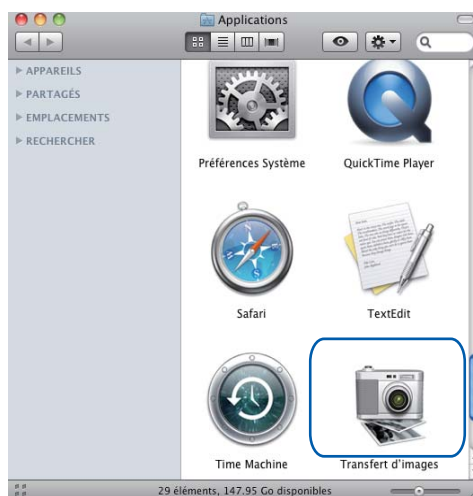 Applications
APPAREILS
PARTAGÉS
EMPLACEMENTS
RECHERCHER
Préférences Système
QuickTime Player
Safari
TextEdit
Time Machine
Transfert d'images
29 éléments, 147.95 Go disponibles